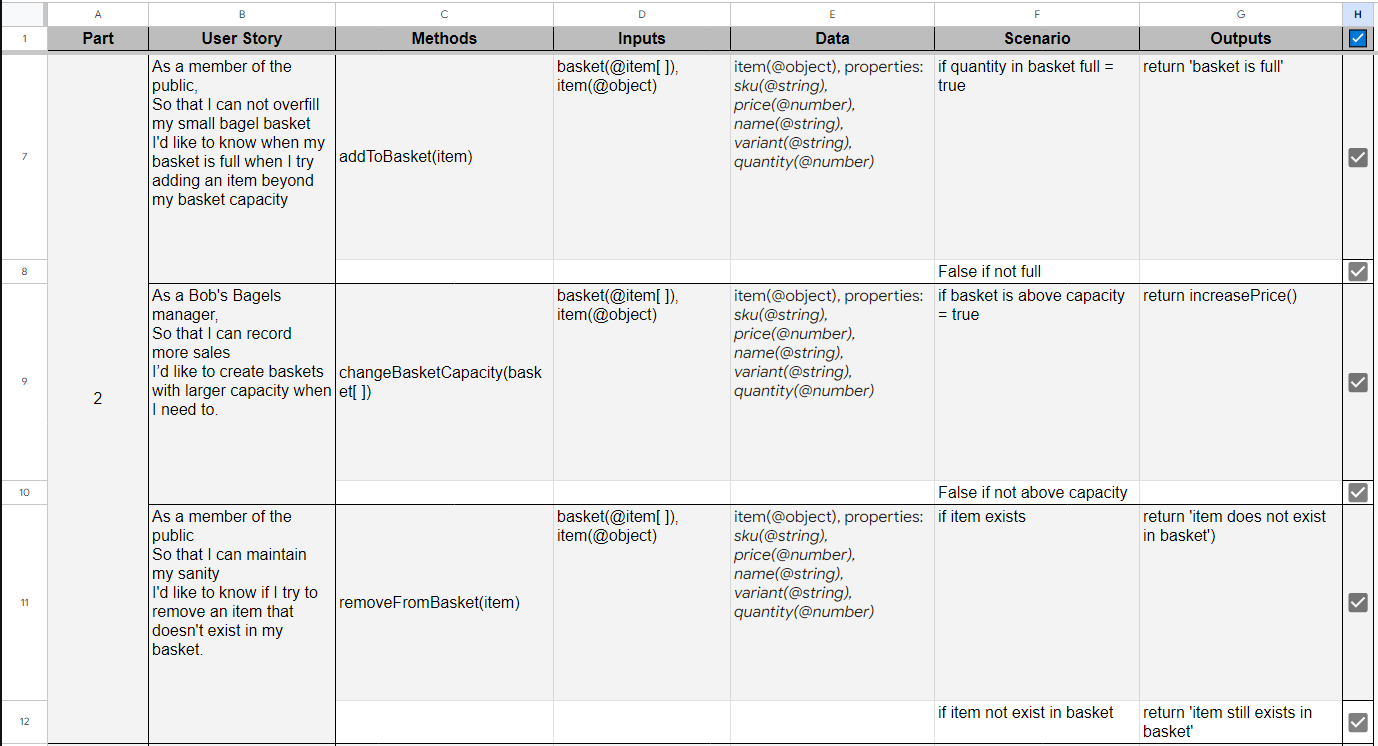 A B C D E F G H
1 Part User Story Methods Inputs Data Scenario Outputs
7
2
As a member of the
public,
So that I can not overfill
my small bagel basket
I'd like to know when my
basket is full when I try
adding an item beyond
my basket capacity
addToBasket(item)
basket(@item[ ]),
item(@object)
item(@object), properties:
sku(@string),
price(@number),
name(@string),
variant(@string),
quantity(@number)
if quantity in basket full =
true
return 'basket is full'
8
False if not full
9
As a Bob's Bagels
manager,
So that I can record
more sales
I’d like to create baskets
with larger capacity when
I need to.
changeBasketCapacity(bask
et[ ])
basket(@item[ ]),
item(@object)
item(@object), properties:
sku(@string),
price(@number),
name(@string),
variant(@string),
quantity(@number)
if basket is above capacity
= true
return increasePrice()
10
False if not above capacity
11
As a member of the
public
So that I can maintain
my sanity
I'd like to know if I try to
remove an item that
doesn't exist in my
basket.
removeFromBasket(item)
basket(@item[ ]),
item(@object)
item(@object), properties:
sku(@string),
price(@number),
name(@string),
variant(@string),
quantity(@number)
if item exists
return 'item does not exist
in basket')
12
if item not exist in basket
return 'item still exists in
basket'